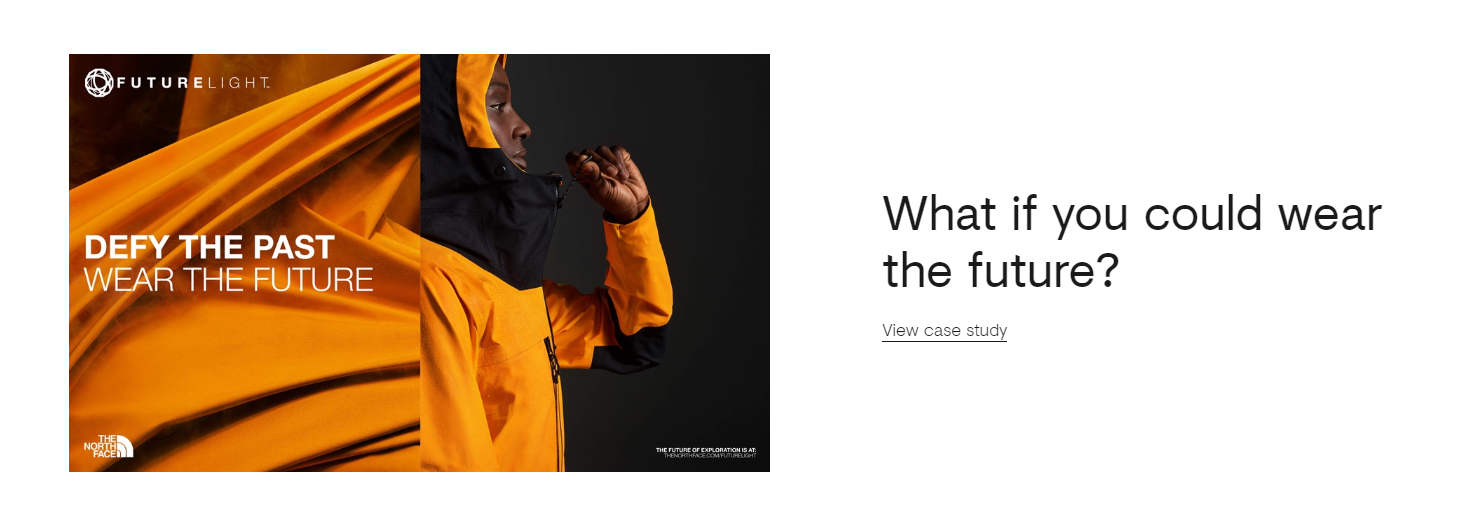 FUTURELIGHT™
DEFY THE PAST
WEAR THE FUTURE
THE
NORTH
FACE
THE FUTURE OF EXPLORATION IS AT:
THENORTHFACE.COM/FUTURELIGHT
What if you could wear
the future?
View case study